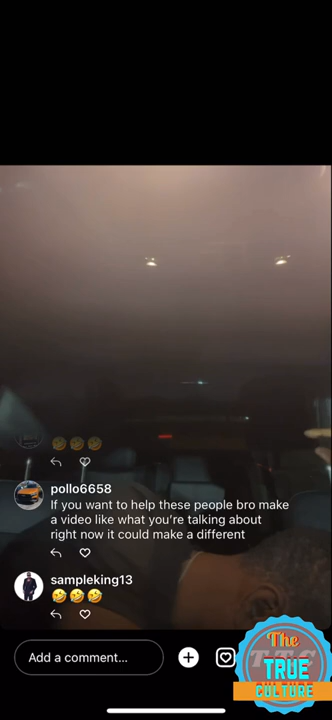 🤣🤣🤣
pollo6658
If you want to help these people bro make
a video like what you're talking about
right now it could make a different
sampleking13
🤣🤣🤣
Add a comment...
The
TRUE
CULTURE